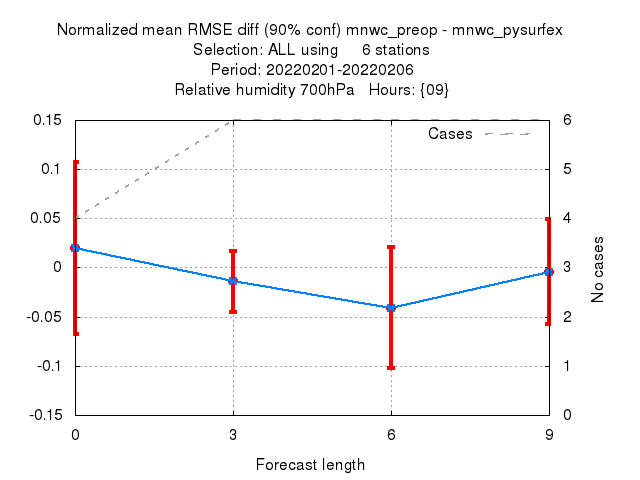 Normalized mean RMSE diff (90% conf) mnwc_preop - mnwc_pysurfex
Selection: ALL using 6 stations
Period: 20220201-20220206
Relative humidity 700hPa Hours: {09}
Cases
0.15
0.1
0.05
0
-0.05
-0.1
-0.15
6
5
4
3
2
1
0
No cases
0 3 6 9
Forecast length